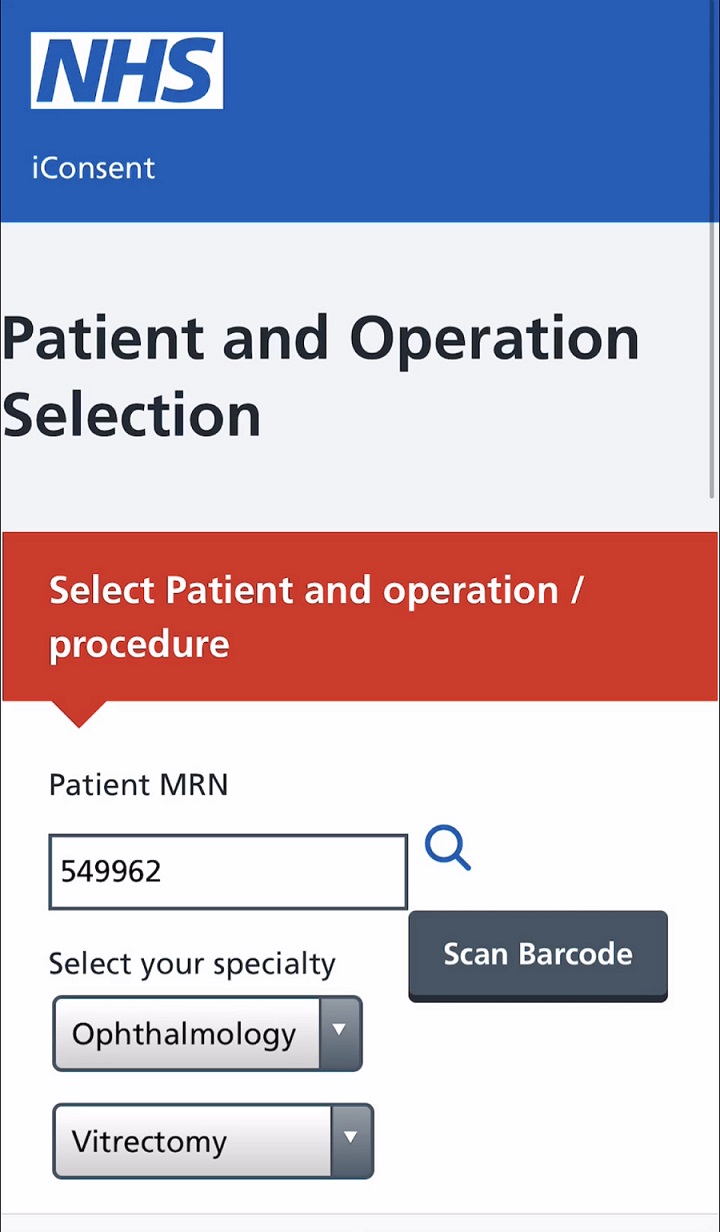 NHS
iConsent
Patient and Operation
Selection
Select Patient and operation /
procedure
Patient MRN
549962
Scan Barcode
Select your specialty
Ophthalmology
Vitrectomy